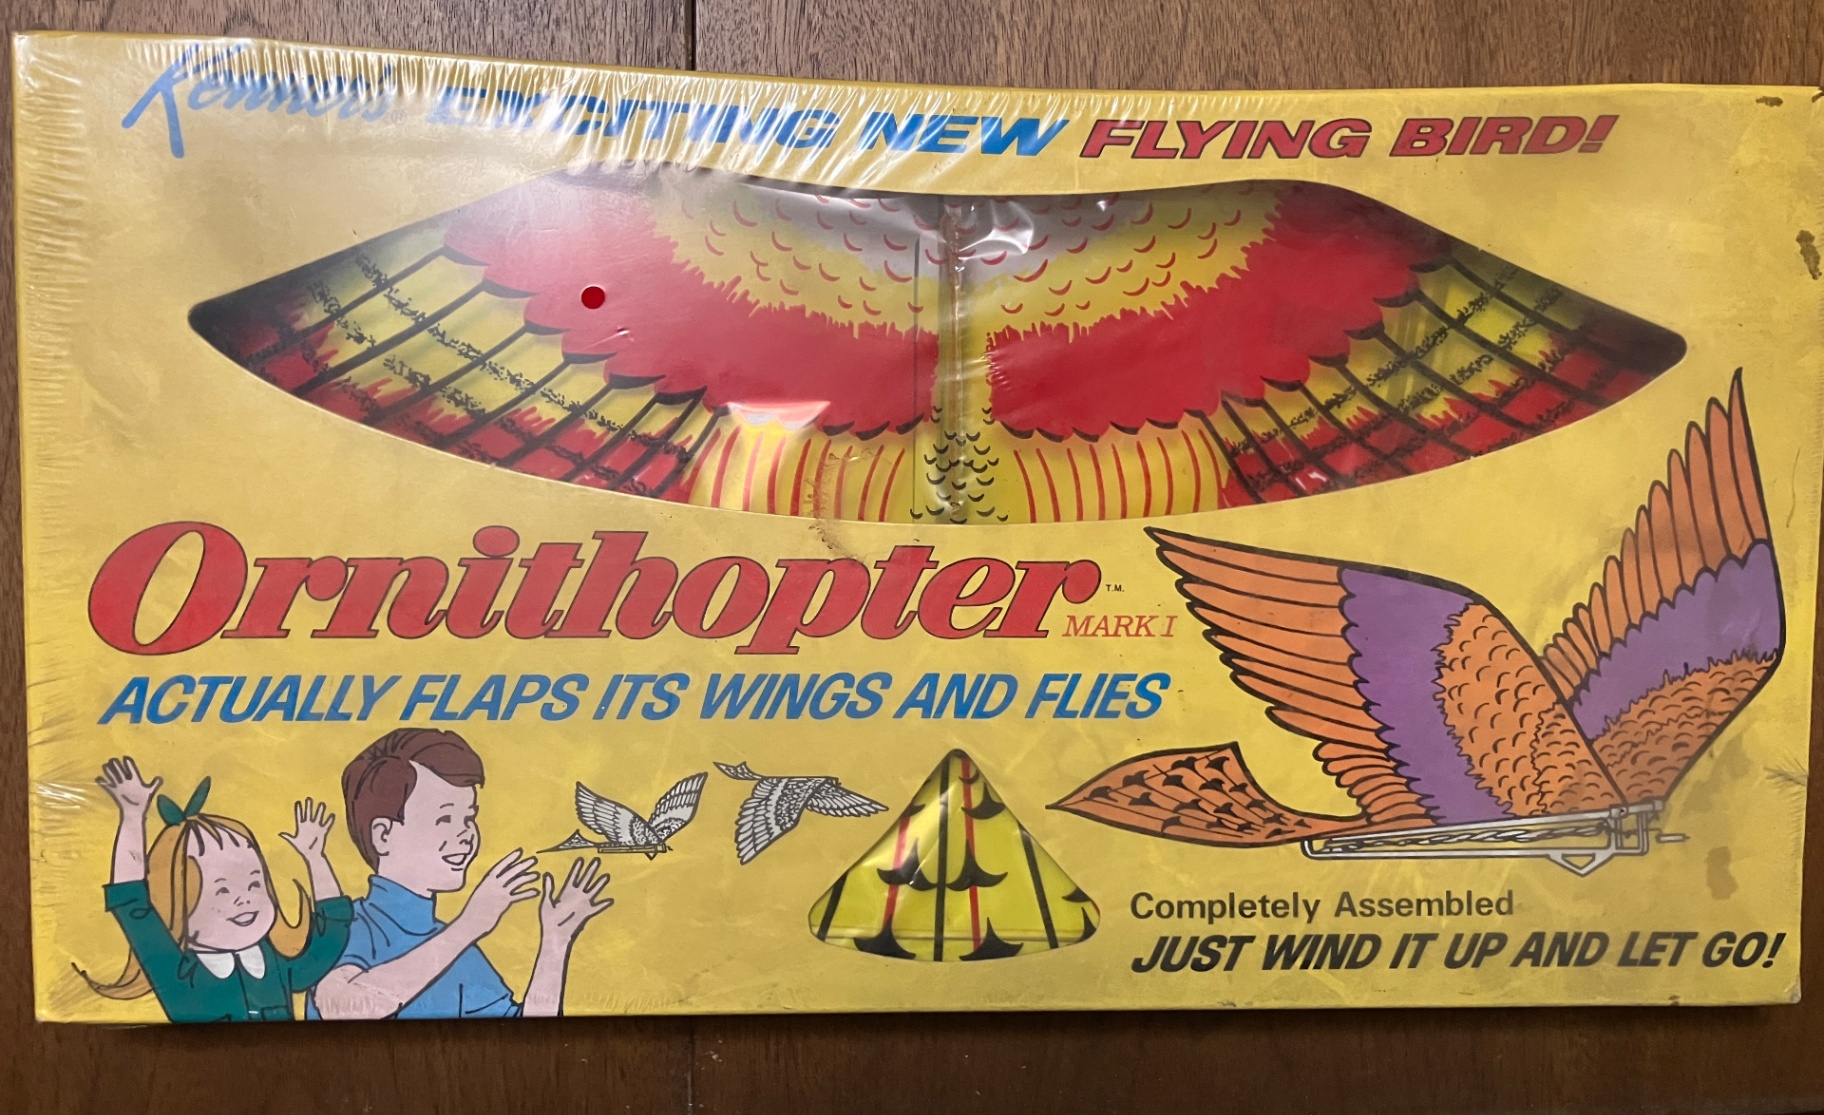 Kenner's® EXCITING NEW FLYING BIRD!
Ornithopter T.M.
MARK I
ACTUALLY FLAPS ITS WINGS AND FLIES
Completely Assembled
JUST WIND IT UP AND LET GO!